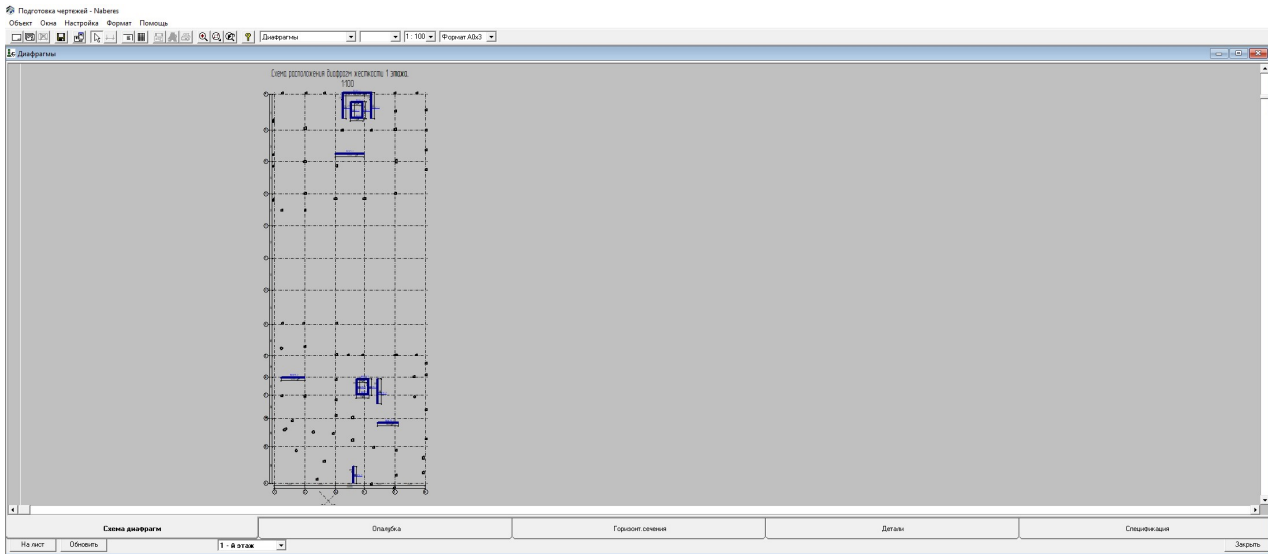 Подготовка чертежей - Naberes
Объект Окна Настройка Формат Помощь
Диафрагмы 1 : 100 Формат А0х3
Диафрагмы
Схема расположения диафрагм жесткости 1 этажа.
1:100
Схема диафрагм Опалубка Горизонт.сечения Детали Спецификация
На лист Обновить 1 - й этаж Закрыть